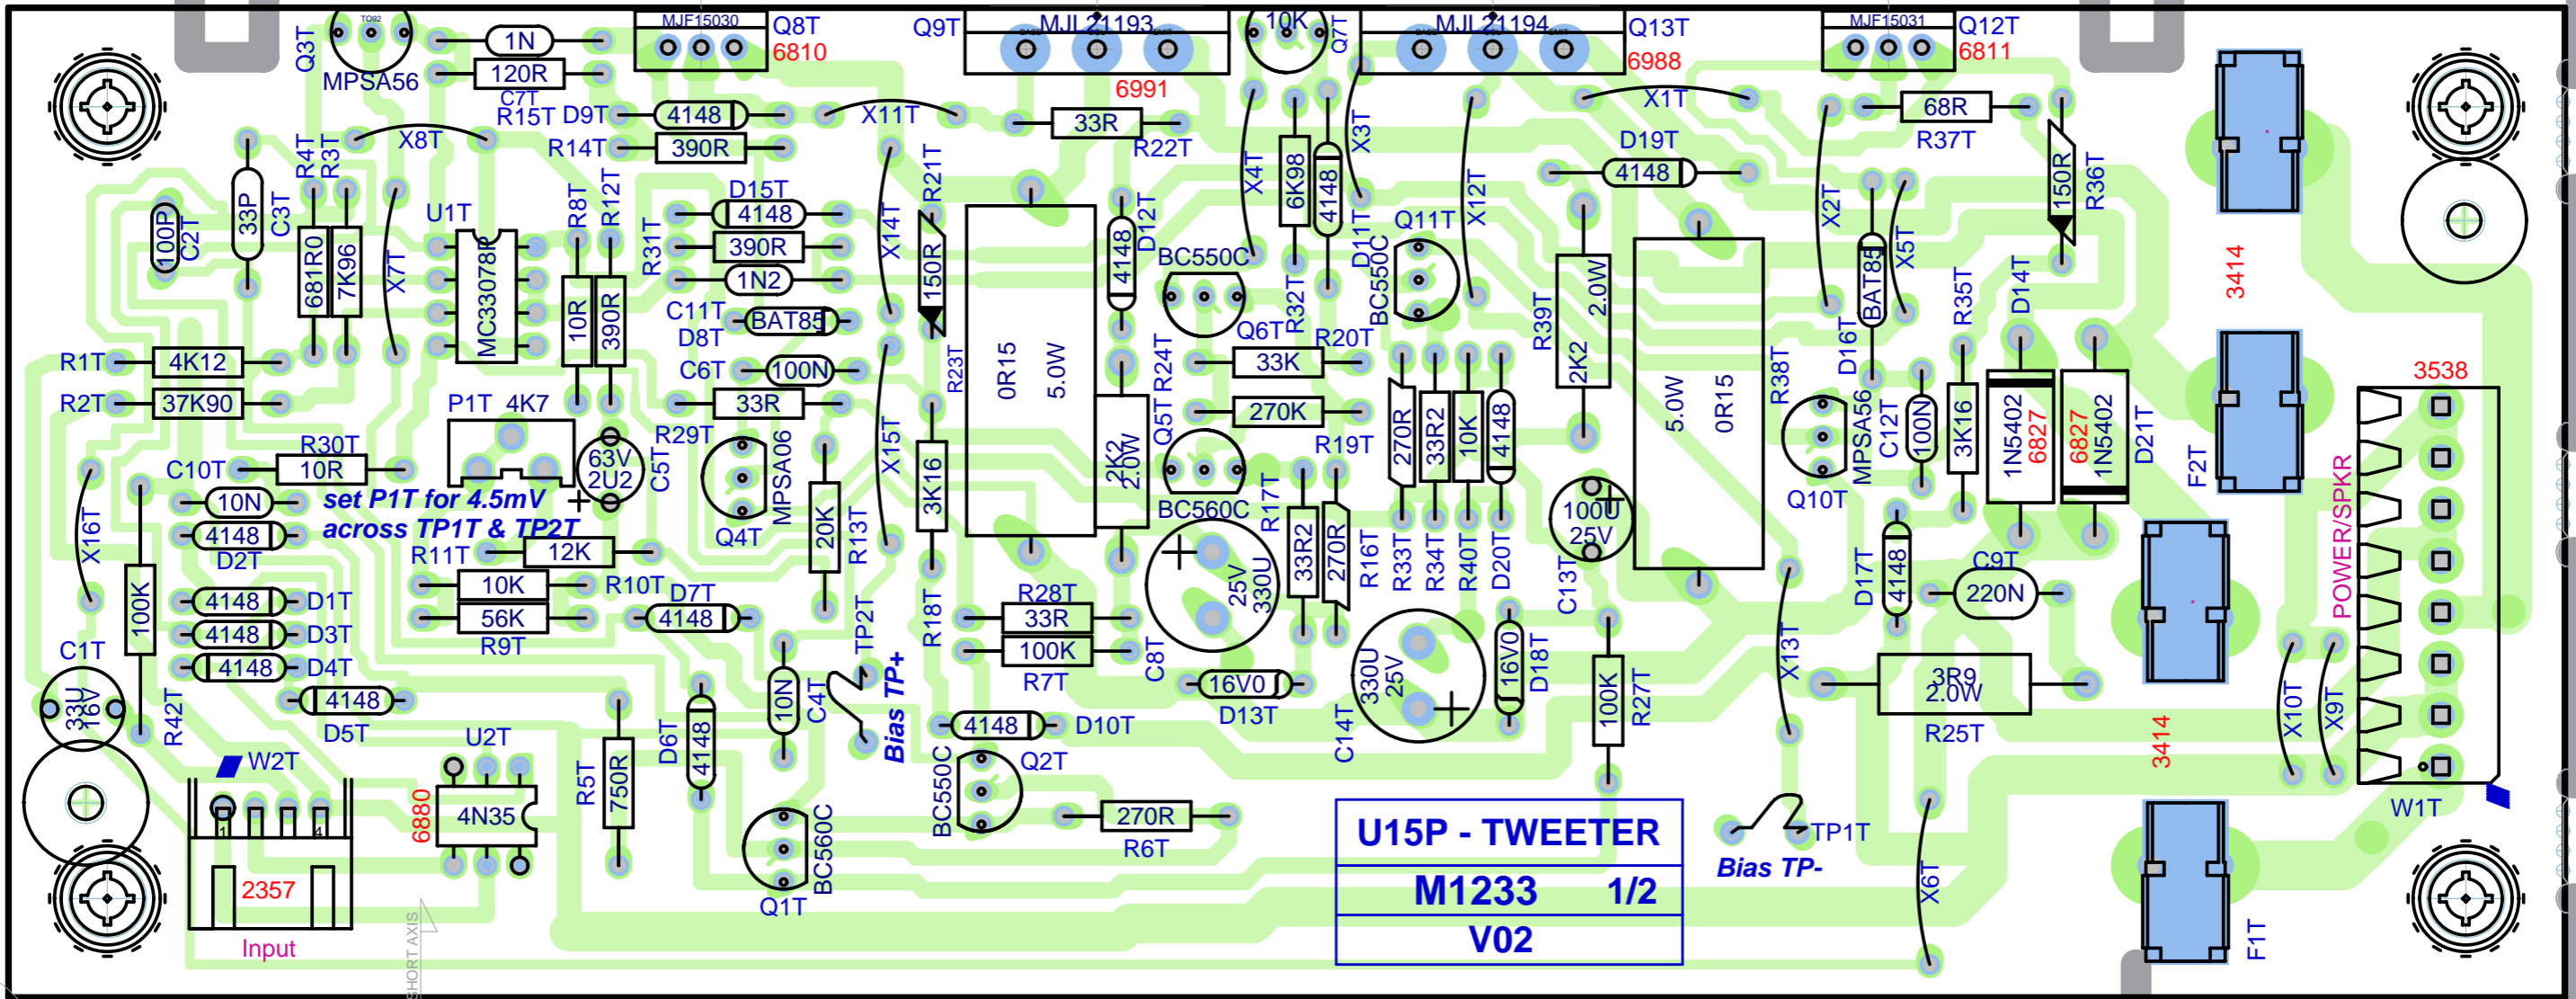 Q3T
TO92
MPSA56
1N
120R
C7T
R15T
MJF15030
Q8T
6810
Q9T
MJL21193
6991
10K
Q7T
MJL21194
Q13T
6988
MJF15031
Q12T
6811
D9T
4148
R14T
390R
X11T
33R
R22T
X1T
68R
R37T
X8T
R4T
R3T
33P
C3T
100P
C2T
681R0
7K96
X7T
U1T
MC33078P
R8T
R12T
10R
390R
D15T
4148
R31T
390R
1N2
C11T
D8T
BAT85
X14T
R21T
150R
D12T
4148
X4T
6K98
4148
X3T
D11T
R32T
X12T
D19T
4148
X2T
X5T
BAT85
D16T
150R
R36T
BC550C
Q6T
Q11T
BC550C
R39T
2.0W
2K2
R35T
D14T
3414
R1T
4K12
R2T
37K90
P1T
4K7
C6T
100N
33R
R29T
X15T
R23T
0R15
5.0W
R24T
2K2
2.0W
33K
R20T
270K
R19T
Q5T
BC560C
270R
33R2
10K
4148
5.0W
0R15
R38T
MPSA56
Q10T
C12T
100N
3K16
1N5402
6827
6827
1N5402
D21T
F2T
3538
POWER/SPKR
R30T
C10T
10R
63V
2U2
+
C5T
10N
set P1T for 4.5mV
across TP1T & TP2T
X16T
4148
D2T
R11T
12K
MPSA06
Q4T
20K
R13T
3K16
R18T
R17T
33R2
270R
R16T
R33T
R34T
R40T
D20T
100U
25V
+
C13T
D17T
4148
C9T
220N
100K
R42T
4148
D1T
4148
D3T
4148
D4T
10K
R10T
56K
R9T
D7T
4148
TP2T
Bias TP+
R28T
33R
100K
R7T
+
25V
330U
C8T
16V0
D13T
330U
25V
+
C14T
16V0
D18T
100K
R27T
X13T
3R9
2.0W
R25T
3414
X10T
X9T
C1T
33U
16V
4148
D5T
D6T
4148
10N
C4T
4148
D10T
W2T
U2T
6880
4N35
R5T
750R
BC550C
Q2T
270R
R6T
BC560C
Q1T
1
4
2357
Input
SHORT AXIS
U15P - TWEETER
M1233 1/2
V02
TP1T
Bias TP-
X6T
W1T
F1T